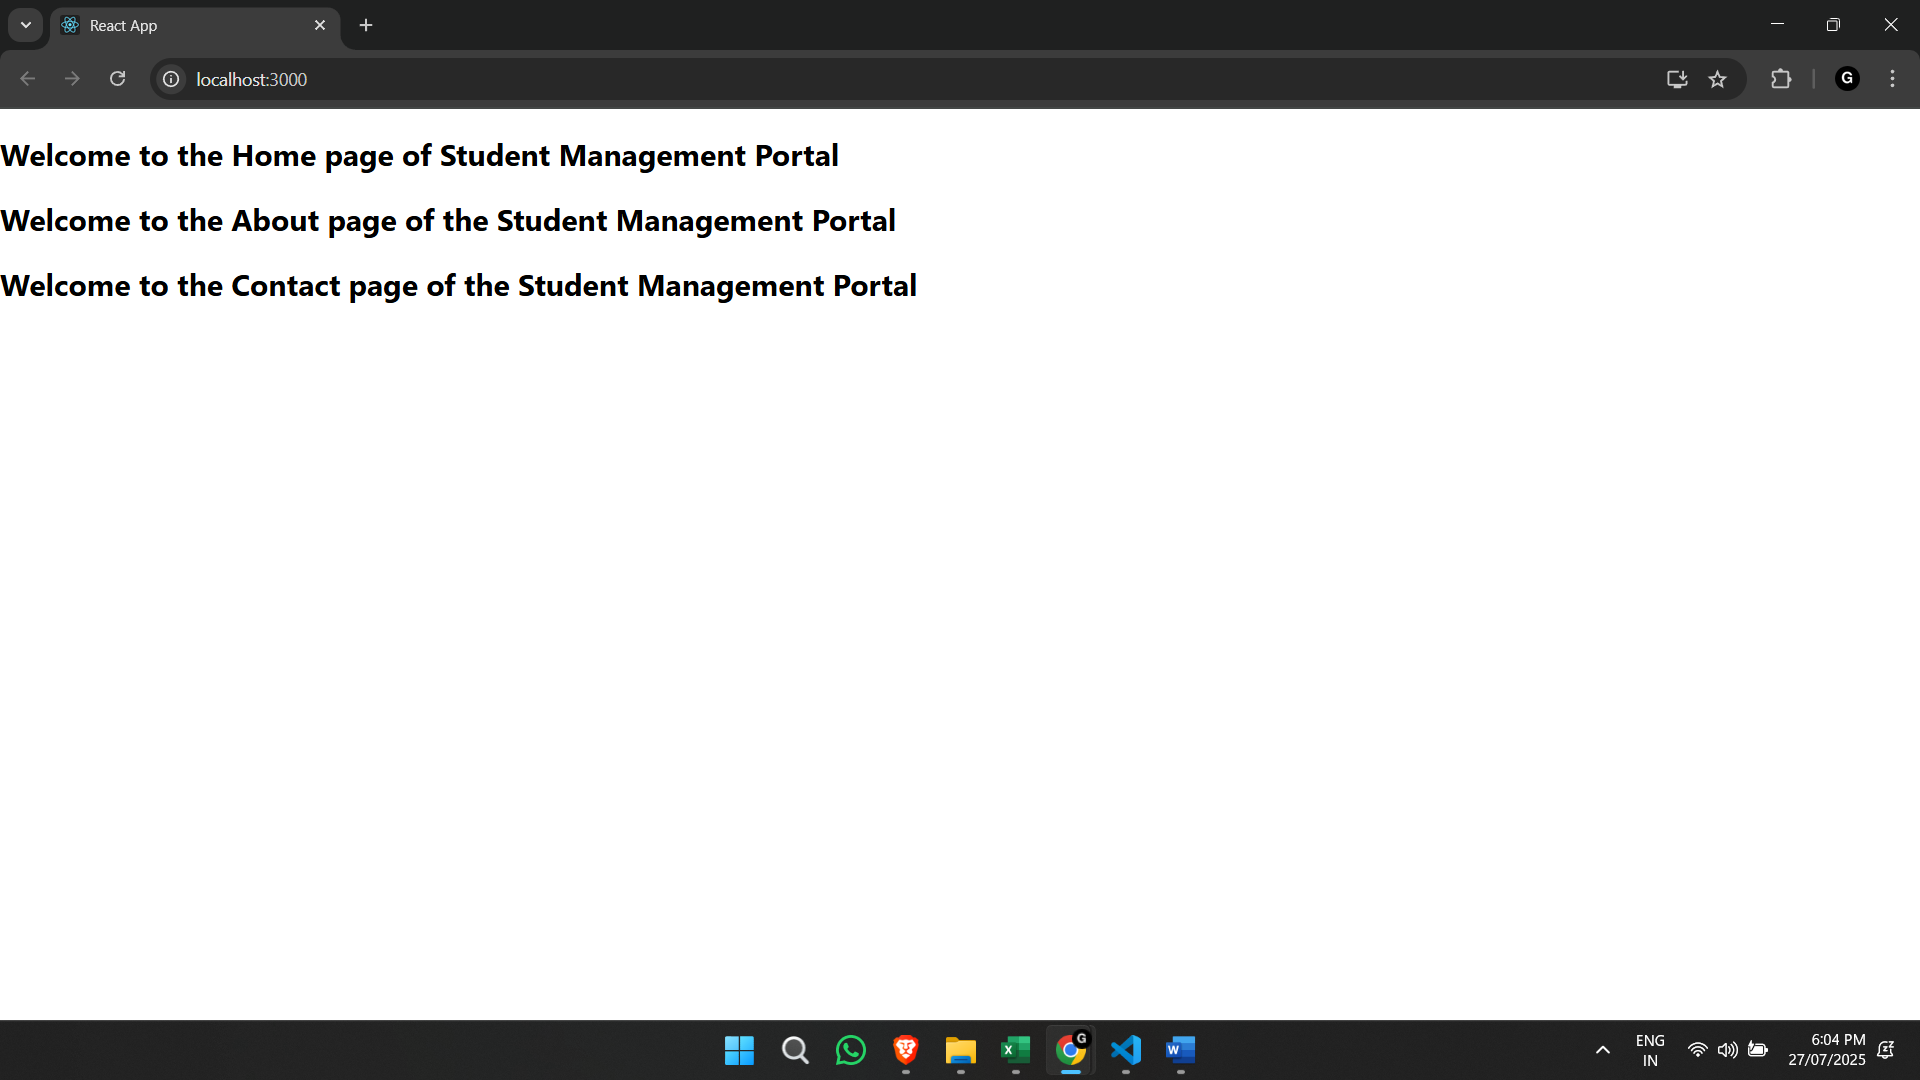 React App
localhost:3000
G
Welcome to the Home page of Student Management Portal
Welcome to the About page of the Student Management Portal
Welcome to the Contact page of the Student Management Portal
X
G
W
ENG
IN
6:04 PM
27/07/2025